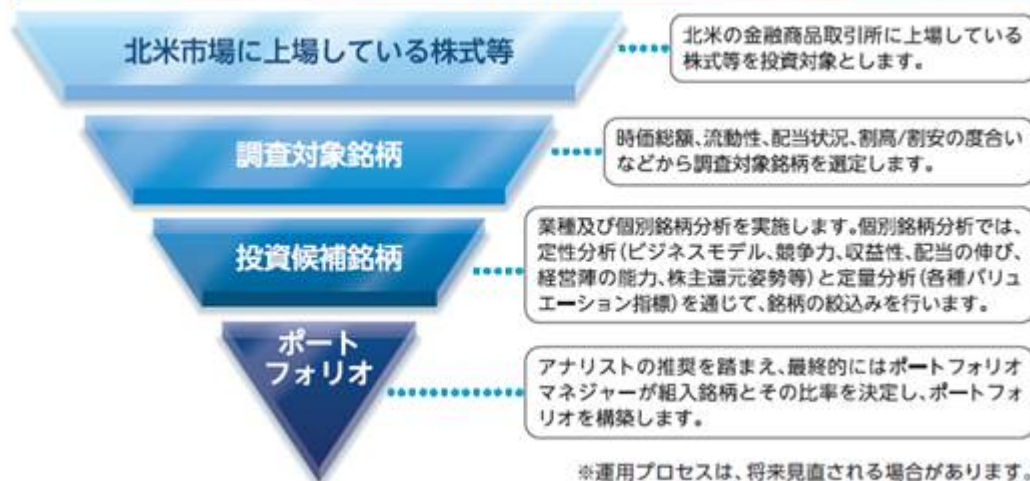 北米市場に上場している株式等
北米の金融商品取引所に上場している
株式等を投資対象とします。
調査対象銘柄
時価総額、流動性、配当状況、割高/割安の度合い
などから調査対象銘柄を選定します。
投資候補銘柄
業種及び個別銘柄分析を実施します。個別銘柄分析では、
定性分析(ビジネスモデル、競争力、収益性、配当の伸び、
経営陣の能力、株主還元姿勢等)と定量分析(各種バリュ
エーション指標)を通じて、銘柄の絞込みを行います。
ポート
フォリオ
アナリストの推奨を踏まえ、最終的にはポートフォリオ
マネジャーが組入銘柄とその比率を決定し、ポートフォ
リオを構築します。
※運用プロセスは、将来見直される場合があります。